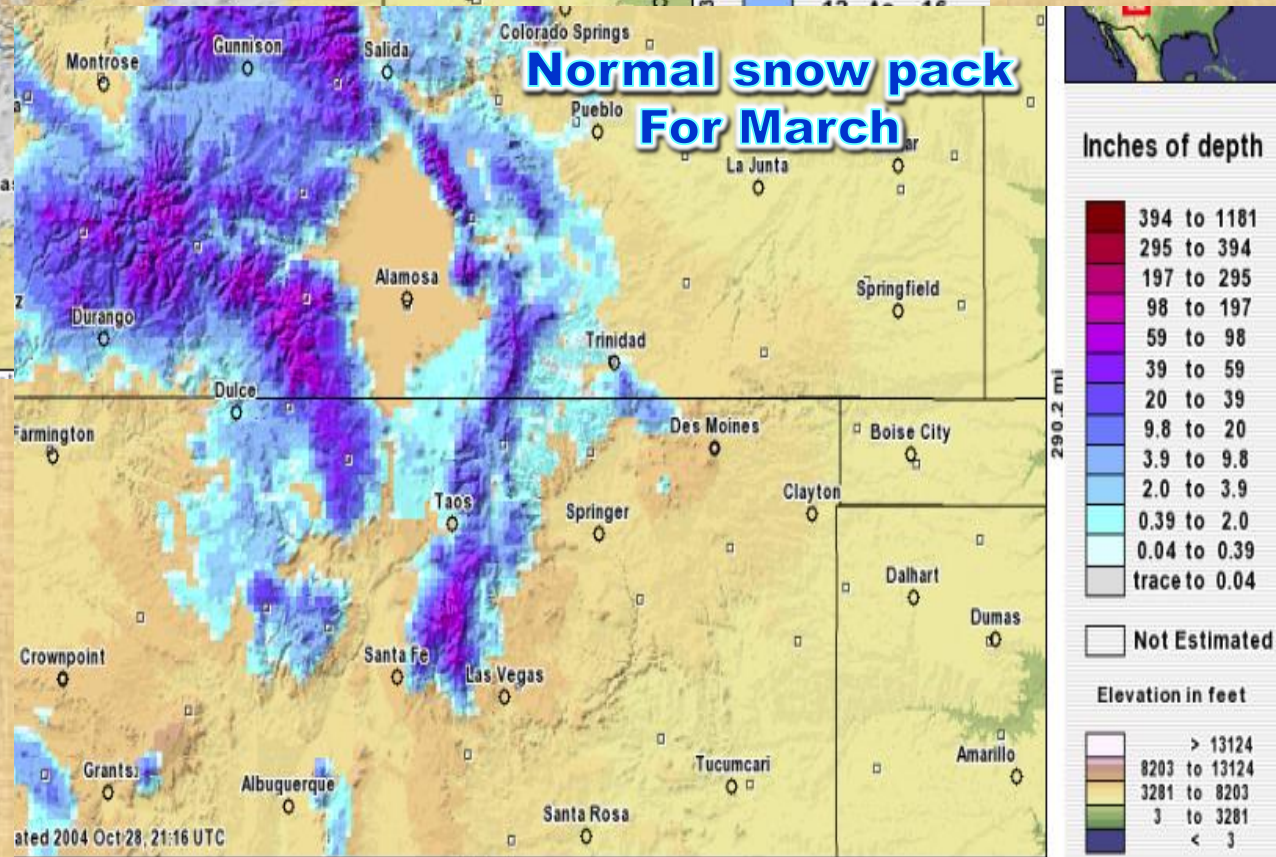 Normal snow pack
For March
Colorado Springs
Gunnison
Salida
Montrose
Pueblo
La Junta
Alamosa
Springfield
Durango
Trinidad
Dulce
Farmington
Des Moines
Boise City
Clayton
Taos
Springer
Dalhart
Dumas
Crownpoint
Santa Fe
Las Vegas
Amarillo
Grants
Albuquerque
Tucumcari
Santa Rosa
ated 2004 Oct 28, 21:16 UTC
290.2 mi
Inches of depth
394 to 1181
295 to 394
197 to 295
98 to 197
59 to 98
39 to 59
20 to 39
9.8 to 20
3.9 to 9.8
2.0 to 3.9
0.39 to 2.0
0.04 to 0.39
trace to 0.04
Not Estimated
Elevation in feet
> 13124
8203 to 13124
3281 to 8203
3 to 3281
< 3